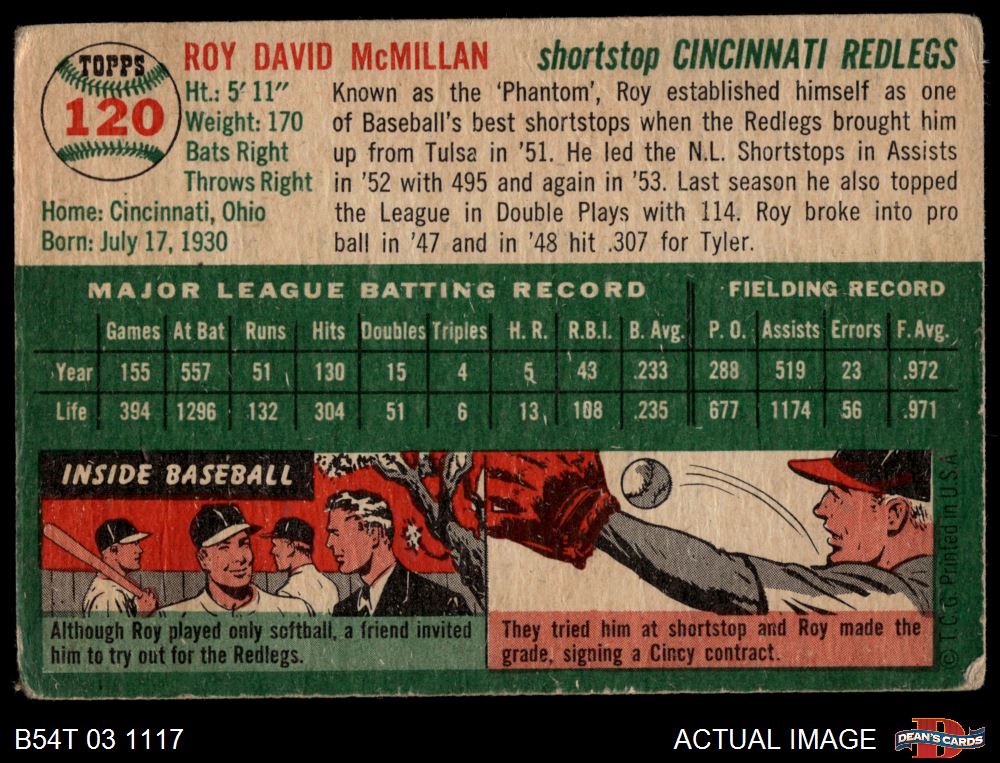 TOPPS
120
ROY DAVID McMILLAN
shortstop CINCINNATI REDLEGS
Ht.: 5' 11"
Weight: 170
Bats Right
Throws Right
Home: Cincinnati, Ohio
Born: July 17, 1930
Known as the 'Phantom', Roy established himself as one
of Baseball's best shortstops when the Redlegs brought him
up from Tulsa in '51. He led the N.L. Shortstops in Assists
in '52 with 495 and again in '53. Last season he also topped
the League in Double Plays with 114. Roy broke into pro
ball in '47 and in '48 hit .307 for Tyler.
MAJOR LEAGUE BATTING RECORD FIELDING RECORD
Games At Bat Runs Hits Doubles Triples H. R. R.B.I. B. Avg. P. O. Assists Errors F. Avg.
Year 155 557 51 130 15 4 5 43 .233 288 519 23 .972
Life 394 1296 132 304 51 6 13 108 .235 677 1174 56 .971
INSIDE BASEBALL
Although Roy played only softball, a friend invited
him to try out for the Redlegs.
They tried him at shortstop and Roy made the
grade, signing a Cincy contract.
© T.C.G. Printed in U.S.A.
B54T 03 1117
ACTUAL IMAGE
DEAN'S CARDS